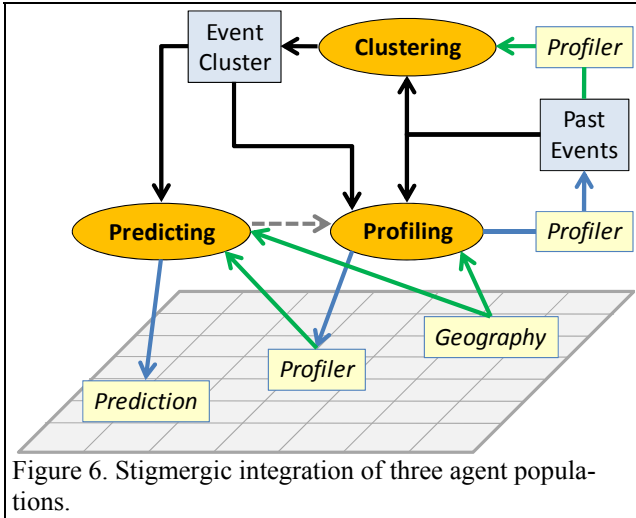 Event
Cluster
Clustering
Profiler
Past
Events
Predicting
Profiling
Profiler
Geography
Profiler
Prediction
Figure 6. Stigmergic integration of three agent popula-
tions.